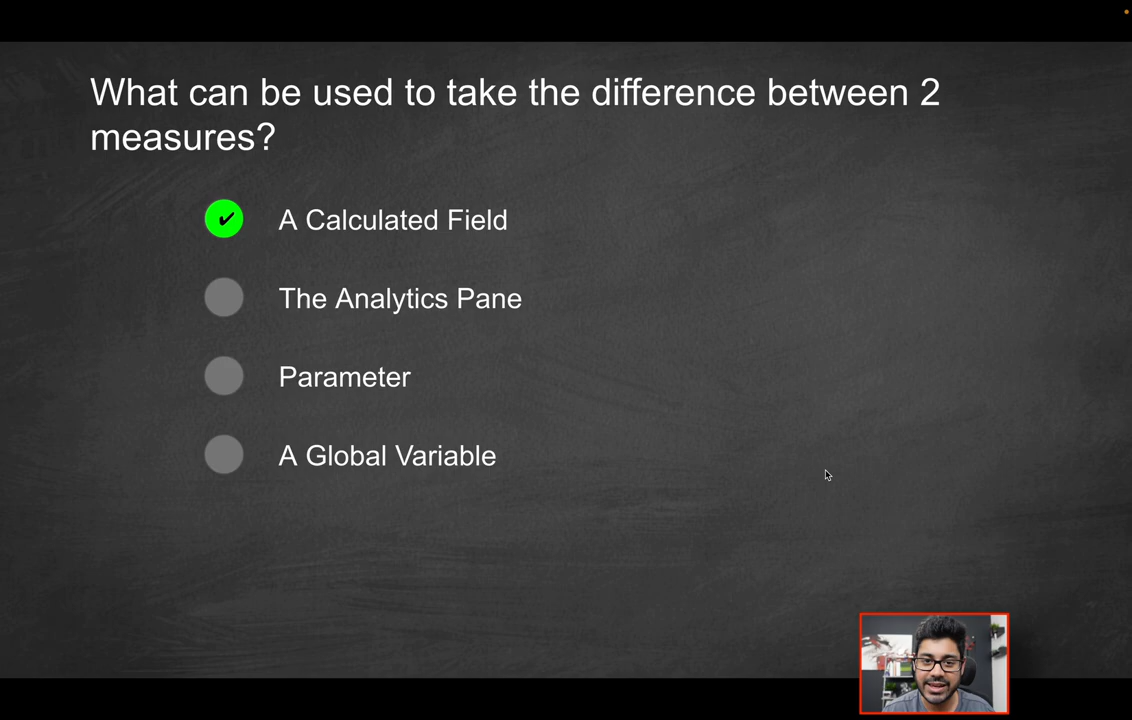 What can be used to take the difference between 2
measures?
A Calculated Field
The Analytics Pane
Parameter
A Global Variable